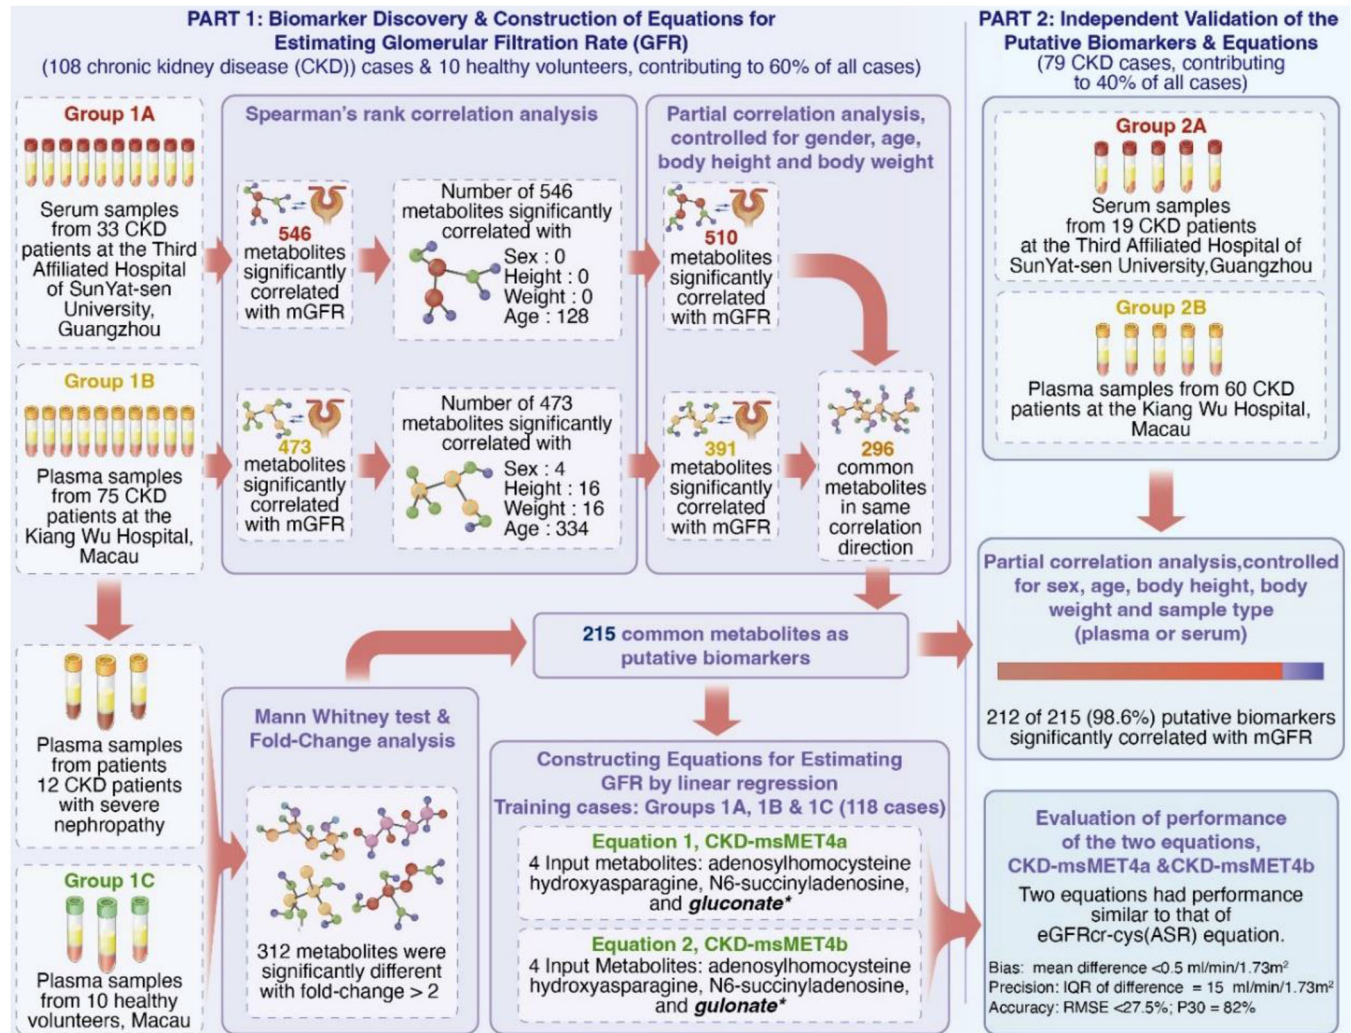 PART 1: Biomarker Discovery & Construction of Equations for
Estimating Glomerular Filtration Rate (GFR)
(108 chronic kidney disease (CKD)) cases & 10 healthy volunteers, contributing to 60% of all cases)
Group 1A
Serum samples
from 33 CKD
patients at the Third
Affiliated Hospital
of SunYat-sen
University,
Guangzhou
Group 1B
Plasma samples
from 75 CKD
patients at the
Kiang Wu Hospital,
Macau
Spearman's rank correlation analysis
546
metabolites
significantly
correlated
with mGFR
Number of 546
metabolites significantly
correlated with
Sex : 0
Height : 0
Weight : 0
Age : 128
473
metabolites
significantly
correlated
with mGFR
Number of 473
metabolites significantly
correlated with
Sex : 4
Height : 16
Weight : 16
Age : 334
Partial correlation analysis,
controlled for gender, age,
body height and body weight
510
metabolites
significantly
correlated
with mGFR
391
metabolites
significantly
correlated
with mGFR
296
common
metabolites
in same
correlation
direction
Plasma samples
from patients
12 CKD patients
with severe
nephropathy
Group 1C
Plasma samples
from 10 healthy
volunteers, Macau
Mann Whitney test &
Fold-Change analysis
312 metabolites were
significantly different
with fold-change > 2
215 common metabolites as
putative biomarkers
Constructing Equations for Estimating
GFR by linear regression
Training cases: Groups 1A, 1B & 1C (118 cases)
Equation 1, CKD-msMET4a
4 Input metabolites: adenosylhomocysteine
hydroxyasparagine, N6-succinyladenosine,
and gluconate*
Equation 2, CKD-msMET4b
4 Input Metabolites: adenosylhomocysteine
hydroxyasparagine, N6-succinyladenosine,
and gulonate*
PART 2: Independent Validation of the
Putative Biomarkers & Equations
(79 CKD cases, contributing
to 40% of all cases)
Group 2A
Serum samples
from 19 CKD patients
at the Third Affiliated Hospital of
SunYat-sen University,Guangzhou
Group 2B
Plasma samples from 60 CKD
patients at the Kiang Wu Hospital,
Macau
Partial correlation analysis,controlled
for sex, age, body height, body
weight and sample type
(plasma or serum)
212 of 215 (98.6%) putative biomarkers
significantly correlated with mGFR
Evaluation of performance
of the two equations,
CKD-msMET4a &CKD-msMET4b
Two equations had performance
similar to that of
eGFRcr-cys(ASR) equation.
Bias: mean difference <0.5 ml/min/1.73m²
Precision: IQR of difference = 15 ml/min/1.73m²
Accuracy: RMSE <27.5%; P30 = 82%